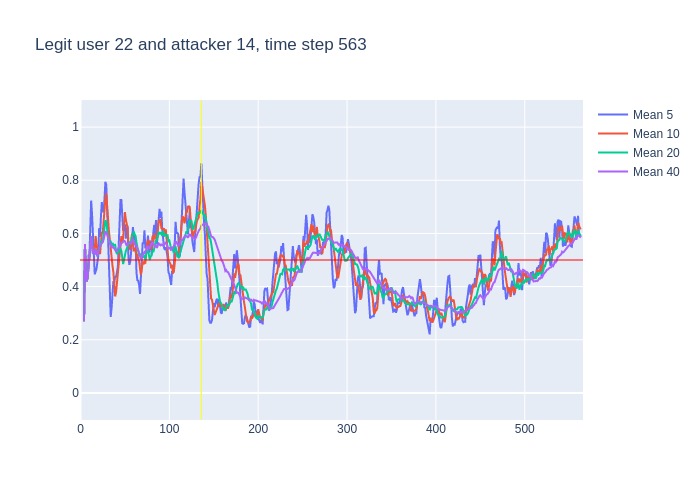 Legit user 22 and attacker 14, time step 563
Mean 5
Mean 10
Mean 20
Mean 40
1
0.8
0.6
0.4
0.2
0
0 100 200 300 400 500